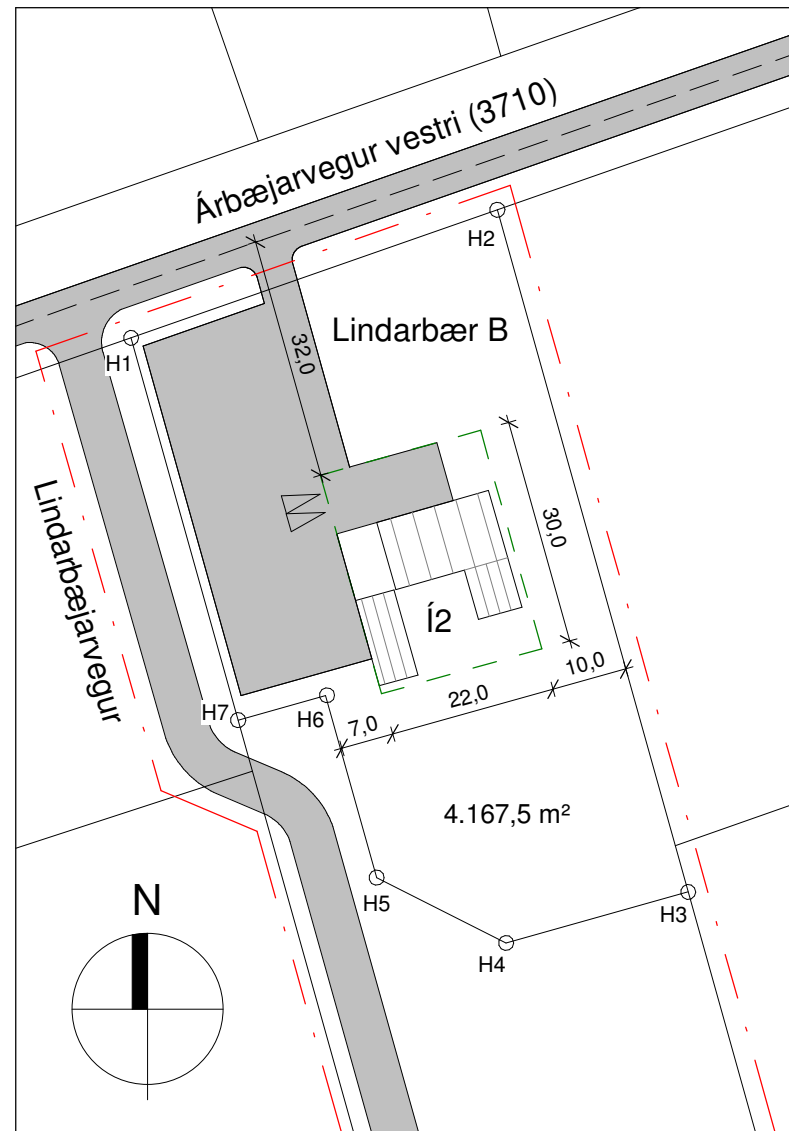 Árbæjarvegur vestri (3710)
H2
H1
Lindarbær B
32,0
Lindarbæjarvegur
30,0
Í2
10,0
22,0
7,0
H7
H6
4.167,5 m²
H5
H3
H4
N